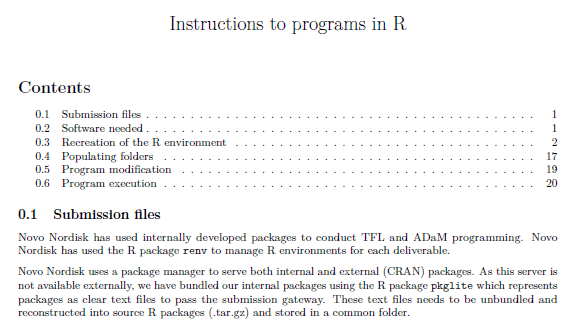 Instructions to programs in R
Contents
0.1 Submission files . . . . . . . . . . . . . . . . . . . . . . . . . . . . . . . . . . . . . . . . . . 1
0.2 Software needed . . . . . . . . . . . . . . . . . . . . . . . . . . . . . . . . . . . . . . . . . . 1
0.3 Recreation of the R environment . . . . . . . . . . . . . . . . . . . . . . . . . . . . . . . . 2
0.4 Populating folders . . . . . . . . . . . . . . . . . . . . . . . . . . . . . . . . . . . . . . . . 17
0.5 Program modification . . . . . . . . . . . . . . . . . . . . . . . . . . . . . . . . . . . . . . 19
0.6 Program execution . . . . . . . . . . . . . . . . . . . . . . . . . . . . . . . . . . . . . . . . 20
0.1 Submission files
Novo Nordisk has used internally developed packages to conduct TFL and ADaM programming. Novo
Nordisk has used the R package renv to manage R environments for each deliverable.
Novo Nordisk uses a package manager to serve both internal and external (CRAN) packages. As this server is
not available externally, we have bundled our internal packages using the R package pkglite which represents
packages as clear text files to pass the submission gateway. These text files needs to be unbundled and
reconstructed into source R packages (.tar.gz) and stored in a common folder.